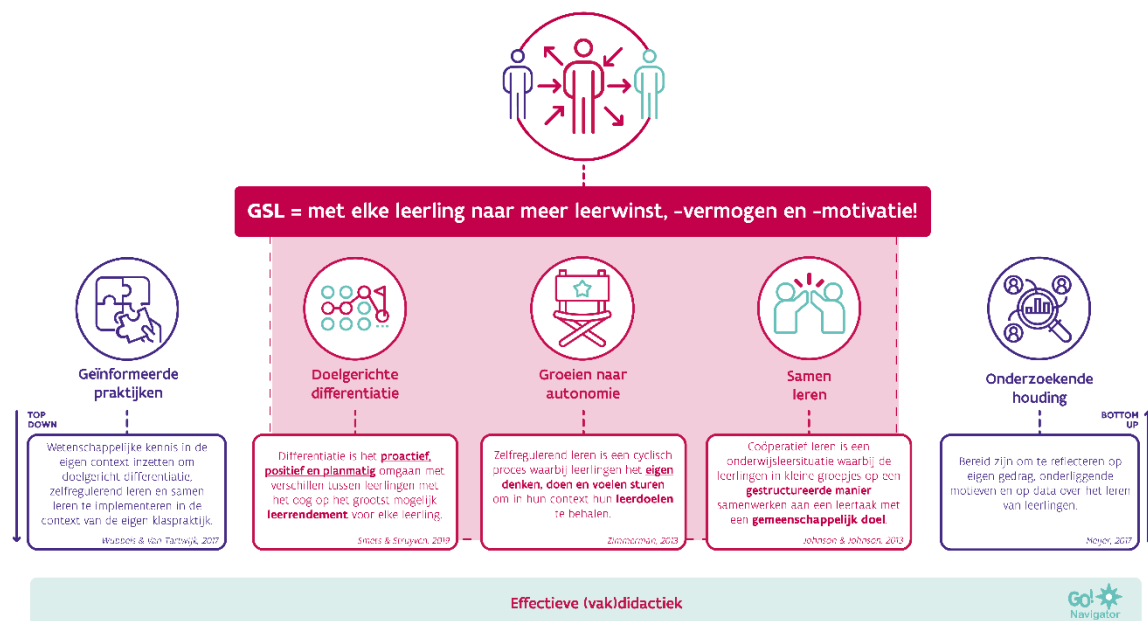 GSL = met elke leerling naar meer leerwinst, -vermogen en -motivatie!
Geïnformeerde
praktijken
Doelgerichte
differentiatie
Groeien naar
autonomie
Samen
leren
Onderzoekende
houding
TOP
DOWN
BOTTOM
UP
Wetenschappelijke kennis in de
eigen context inzetten om
doelgericht differentiatie,
zelfregulerend leren en samen
leren te implementeren in de
context van de eigen klaspraktijk.
Wubbels & Van Tartwijk, 2017
Differentiatie is het proactief,
positief en planmatig omgaan met
verschillen tussen leerlingen met
het oog op het grootst mogelijk
leerrendement voor elke leerling.
Smets & Struyven, 2019
Zelfregulerend leren is een cyclisch
proces waarbij leerlingen het eigen
denken, doen en voelen sturen
om in hun context hun leerdoelen
te behalen.
Zimmerman, 2013
Coöperatief leren is een
onderwijsleersituatie waarbij de
leerlingen in kleine groepjes op een
gestructureerde manier
samenwerken aan een leertaak met
een gemeenschappelijk doel.
Johnson & Johnson, 2013
Bereid zijn om te reflecteren op
eigen gedrag, onderliggende
motieven en op data over het leren
van leerlingen.
Meijer, 2017
Effectieve (vak)didactiek
GO!
Navigator